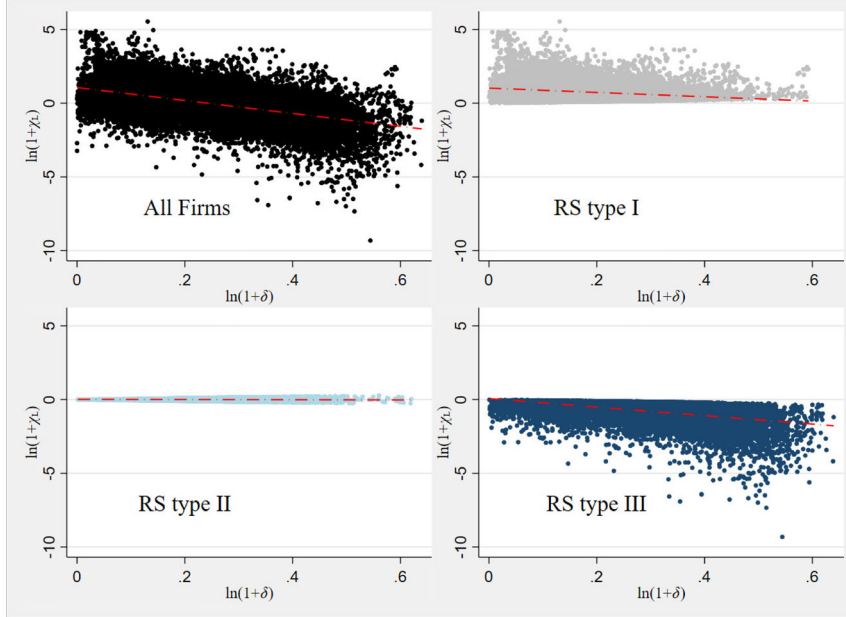 5
0
-5
-10
ln(1+χL)
All Firms
0 .2 .4 .6
ln(1+δ)
5
0
-5
-10
ln(1+χL)
RS type I
0 .2 .4 .6
ln(1+δ)
5
0
-5
-10
ln(1+χL)
RS type II
0 .2 .4 .6
ln(1+δ)
5
0
-5
-10
ln(1+χL)
RS type III
0 .2 .4 .6
ln(1+δ)